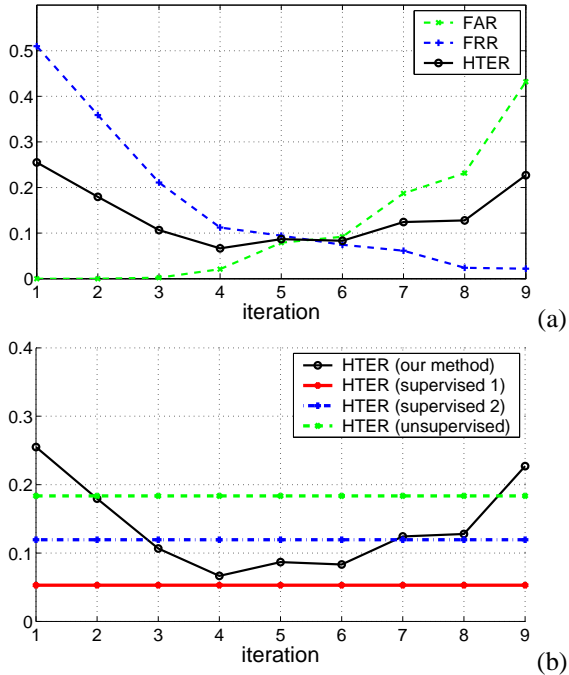 FAR
FRR
HTER
0.5
0.4
0.3
0.2
0.1
0
1 2 3 4 5 6 7 8 9
iteration
(a)
0.4
HTER (our method)
HTER (supervised 1)
HTER (supervised 2)
HTER (unsupervised)
0.3
0.2
0.1
0
1 2 3 4 5 6 7 8 9
iteration
(b)